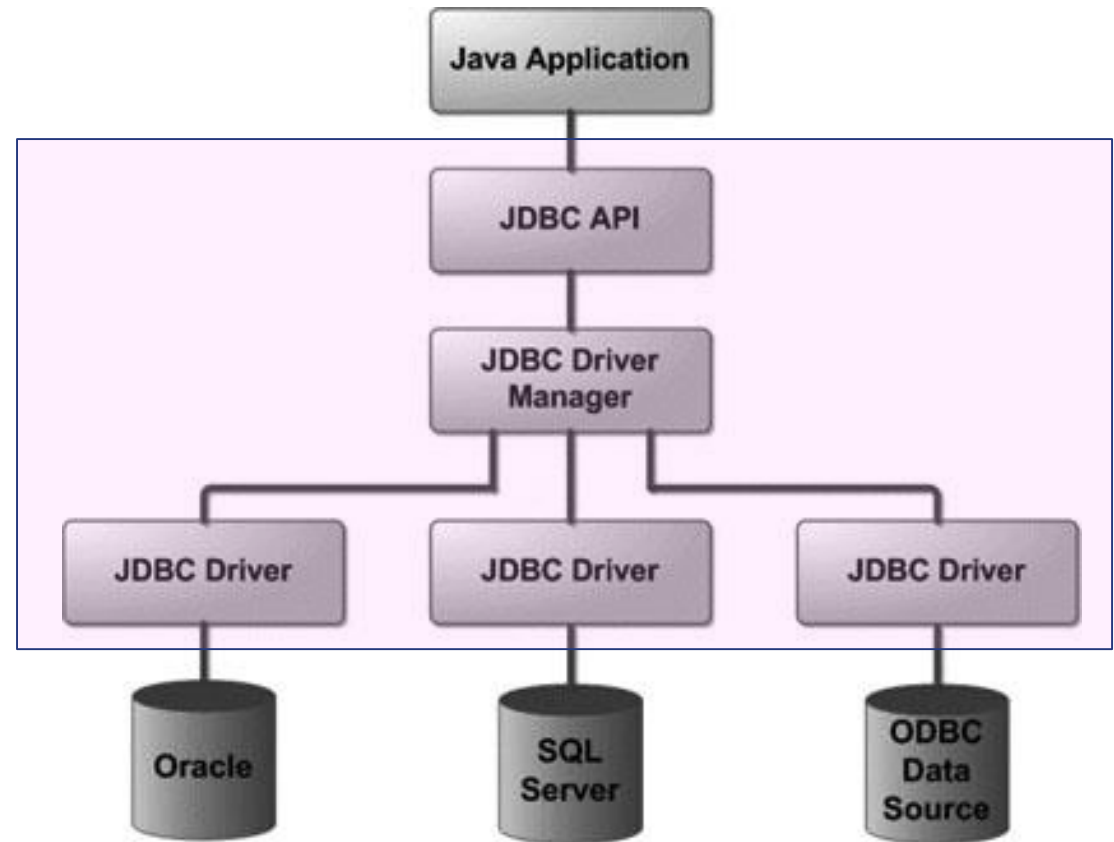 Java Application
JDBC API
JDBC Driver
Manager
JDBC Driver
JDBC Driver
JDBC Driver
Oracle
SQL
Server
ODBC
Data
Source